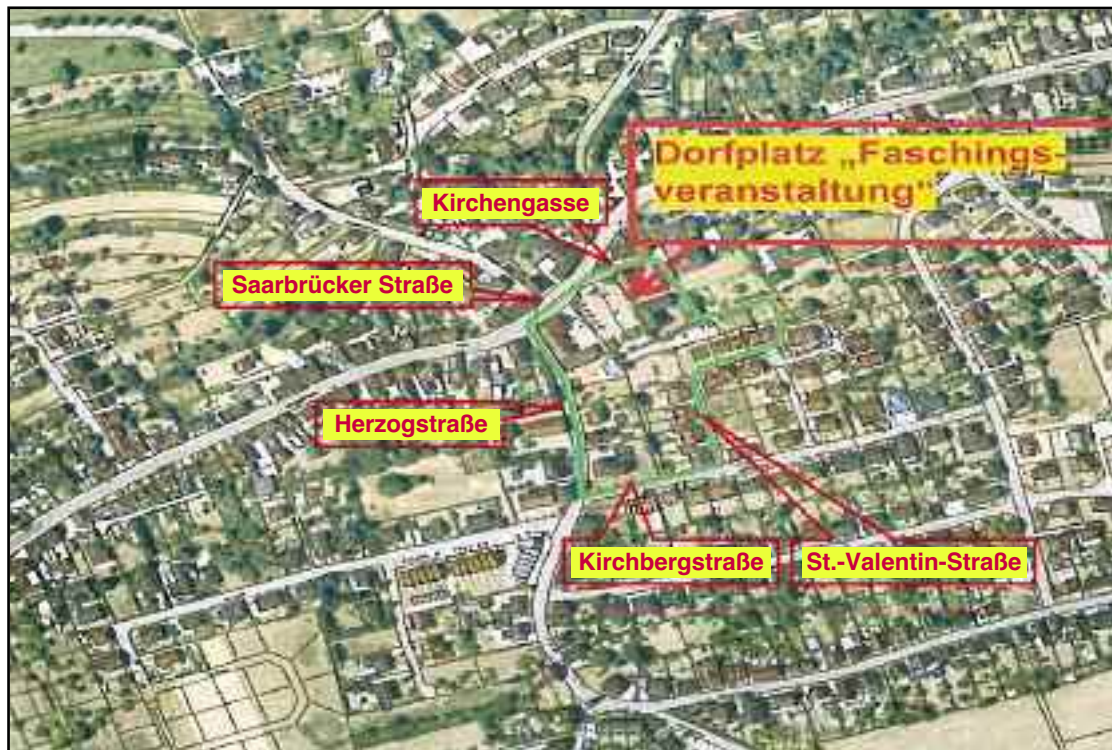 Dorfplatz „Faschings-
veranstaltung"
Kirchengasse
Saarbrücker Straße
Herzogstraße
Kirchbergstraße
St.-Valentin-Straße